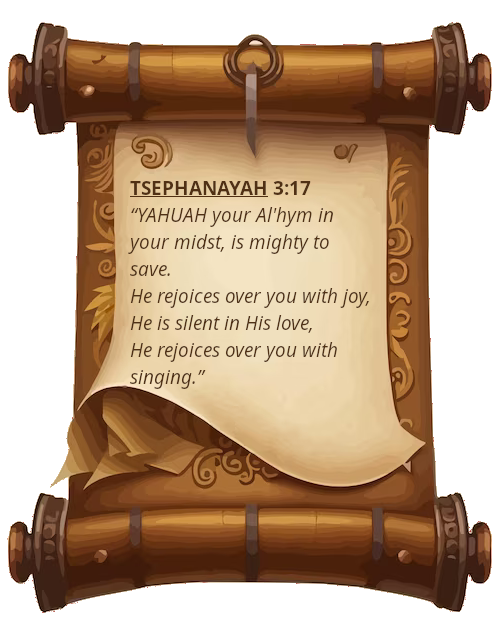 TSEPHANAYAH 3:17
“YAHUAH your Al'hym in
your midst, is mighty to
save.
He rejoices over you with joy,
He is silent in His love,
He rejoices over you with
singing.”